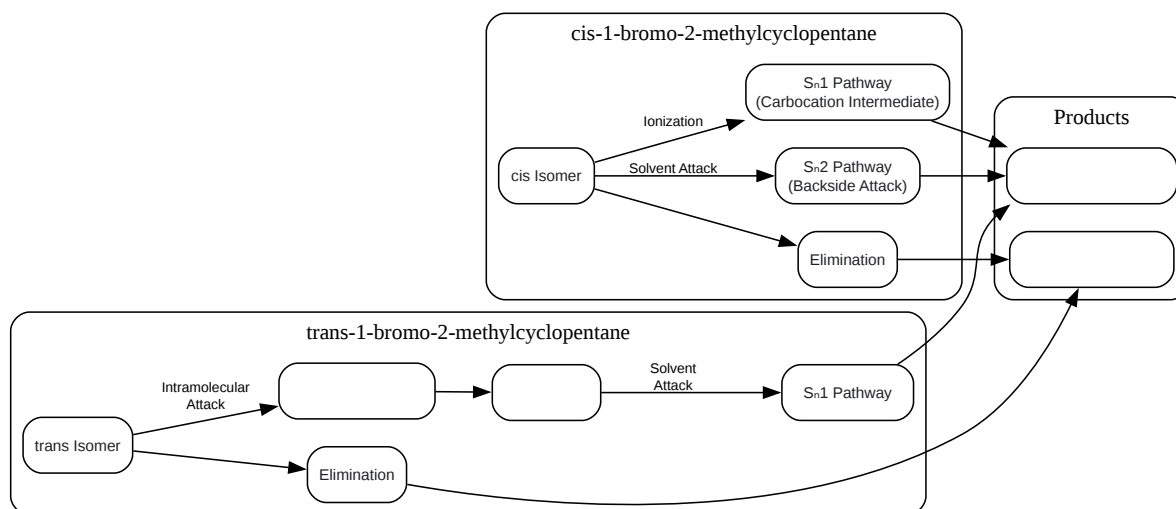 cis-1-bromo-2-methylcyclopentane
Sₙ1 Pathway
(Carbocation Intermediate)
Products
Ionization
cis Isomer
Solvent Attack
Sₙ2 Pathway
(Backside Attack)
Elimination
trans-1-bromo-2-methylcyclopentane
Intramolecular
Attack
Solvent
Attack
Sₙ1 Pathway
trans Isomer
Elimination